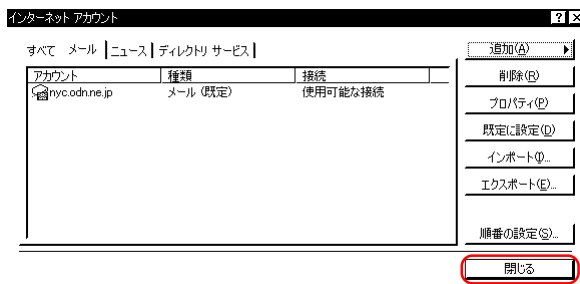 インターネット アカウント
すべて メール ニュース ディレクトリ サービス
アカウント 種類 接続
nyc.odn.ne.jp メール (既定) 使用可能な接続
追加(A)
削除(R)
プロパティ(P)
既定に設定(D)
インポート(I)...
エクスポート(E)...
順番の設定(S)...
閉じる